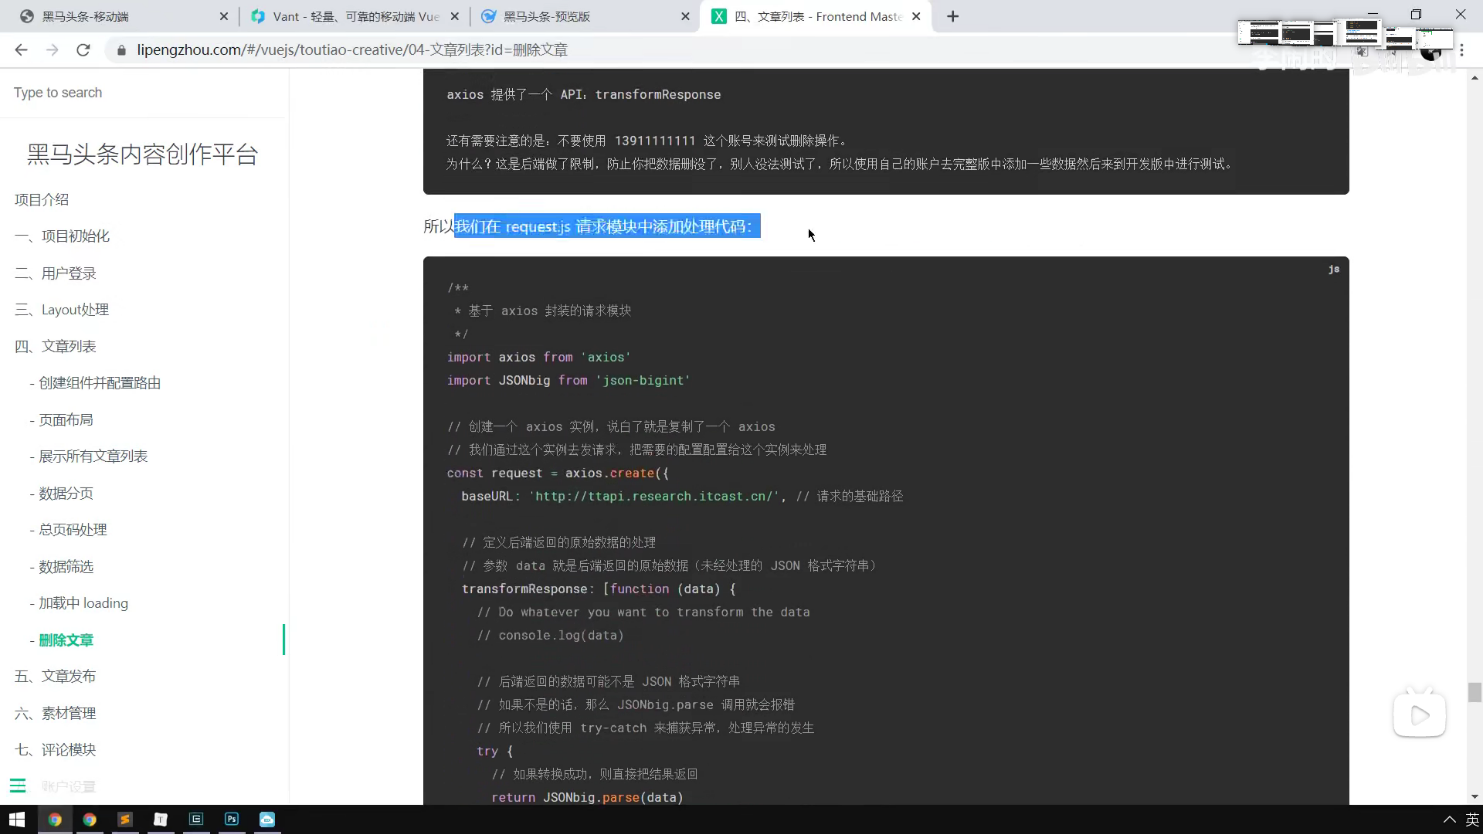 黑马头条-移动端
Vant - 轻量、可靠的移动端 Vue
黑马头条-预览版
四、文章列表 - Frontend Maste
lipengzhou.com/#/vuejs/toutiao-creative/04-文章列表?id=删除文章
Type to search
黑马头条内容创作平台
项目介绍
一、项目初始化
二、用户登录
三、Layout处理
四、文章列表
- 创建组件并配置路由
- 页面布局
- 展示所有文章列表
- 数据分页
- 总页码处理
- 数据筛选
- 加载中 loading
- 删除文章
五、文章发布
六、素材管理
七、评论模块
账户设置
axios 提供了一个 API: transformResponse
还有需要注意的是: 不要使用 13911111111 这个账号来测试删除操作。
为什么? 这是后端做了限制, 防止你把数据删没了, 别人没法测试了, 所以使用自己的账户去完整版中添加一些数据然后来到开发版中进行测试。
所以我们在 request.js 请求模块中添加处理代码:
js
/**
* 基于 axios 封装的请求模块
*/
import axios from 'axios'
import JSONbig from 'json-bigint'
// 创建一个 axios 实例, 说白了就是复制了一个 axios
// 我们通过这个实例去发请求, 把需要的配置配置给这个实例来处理
const request = axios.create({
baseURL: 'http://ttapi.research.itcast.cn/', // 请求的基础路径
// 定义后端返回的原始数据的处理
// 参数 data 就是后端返回的原始数据 (未经处理的 JSON 格式字符串)
transformResponse: [function (data) {
// Do whatever you want to transform the data
// console.log(data)
// 后端返回的数据可能不是 JSON 格式字符串
// 如果不是的话, 那么 JSONbig.parse 调用就会报错
// 所以我们使用 try-catch 来捕获异常, 处理异常的发生
try {
// 如果转换成功, 则直接把结果返回
return JSONbig.parse(data)
英